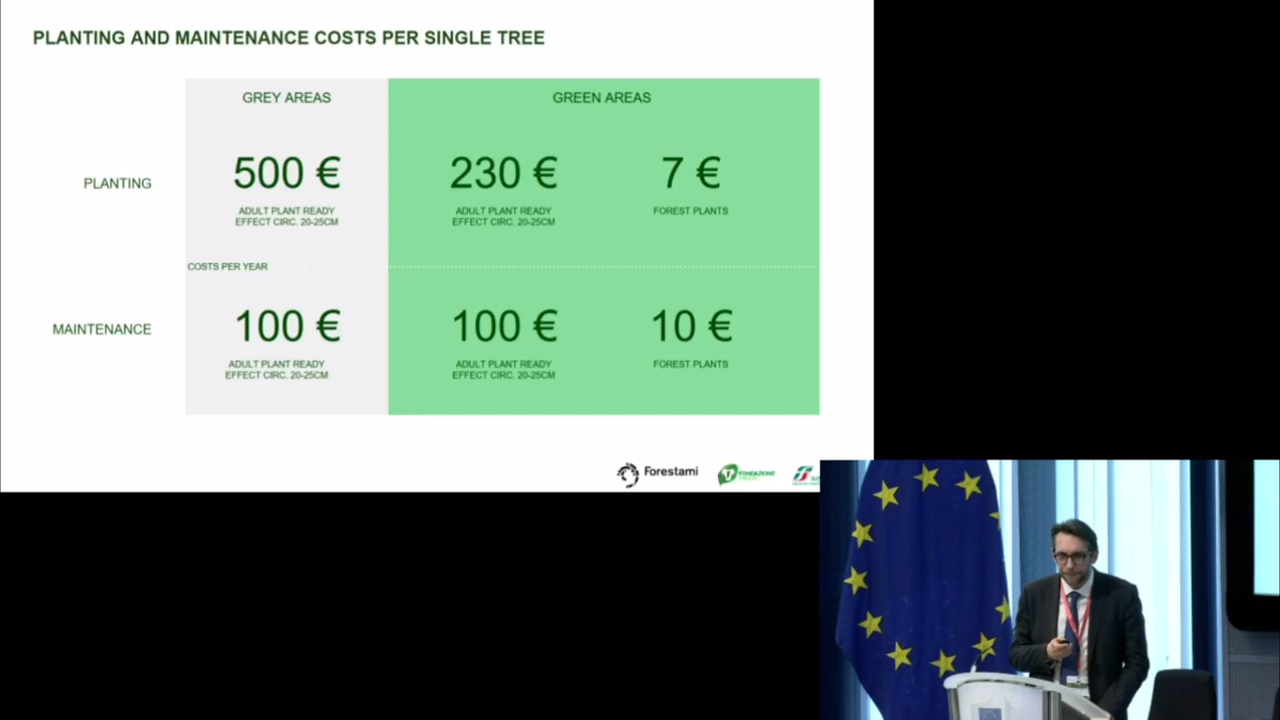 PLANTING AND MAINTENANCE COSTS PER SINGLE TREE
GREY AREAS
GREEN AREAS
PLANTING
500 €
230 €
7 €
ADULT PLANT READY
EFFECT CIRC. 20-25CM
ADULT PLANT READY
EFFECT CIRC. 20-25CM
FOREST PLANTS
COSTS PER YEAR
MAINTENANCE
100 €
100 €
10 €
ADULT PLANT READY
EFFECT CIRC. 20-25CM
ADULT PLANT READY
EFFECT CIRC. 20-25CM
FOREST PLANTS
Forestami
FONDAZIONE